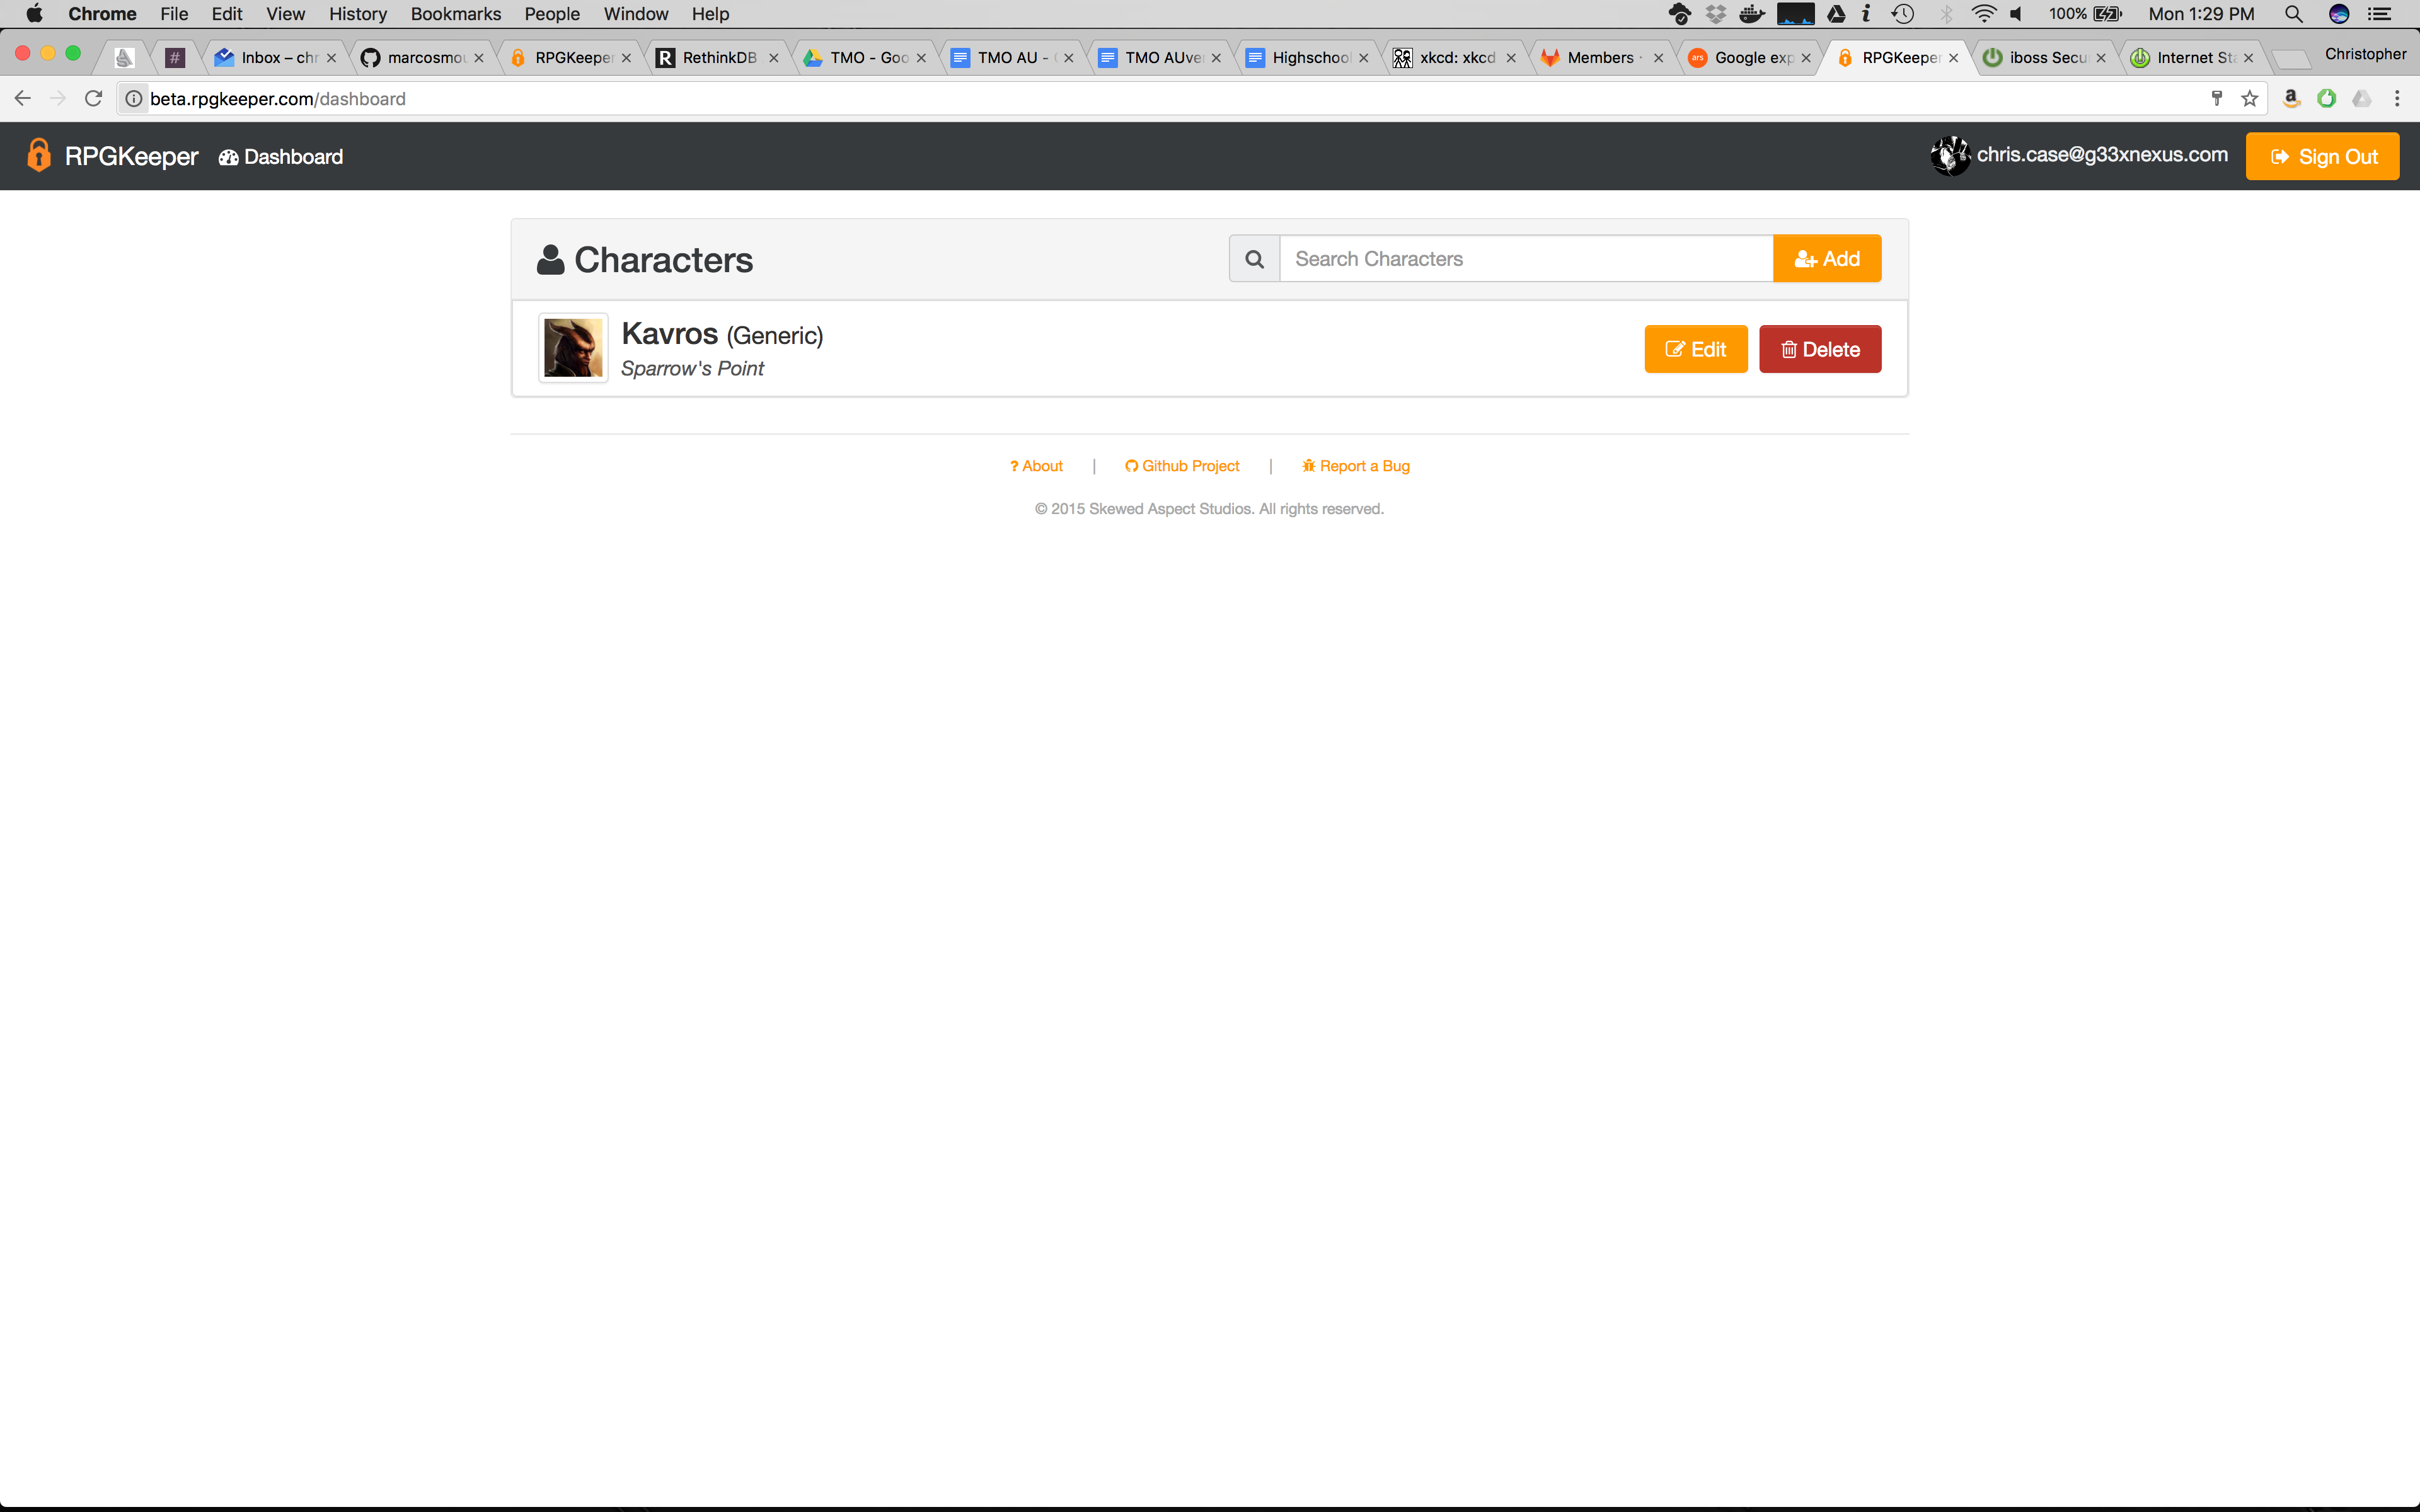 Chrome File Edit View History Bookmarks People Window Help 100% Mon 1:29 PM
# Inbox – chr marcosmou RPGKeeper RethinkDB TMO - Goo TMO AU - TMO AUver Highschool xkcd: xkcd Members · Google exp RPGKeeper iboss Secu Internet Sta Christopher
beta.rpgkeeper.com/dashboard
RPGKeeper Dashboard chris.case@g33xnexus.com Sign Out
Characters Search Characters Add
Kavros (Generic) Edit Delete
Sparrow's Point
? About | Github Project | Report a Bug
© 2015 Skewed Aspect Studios. All rights reserved.